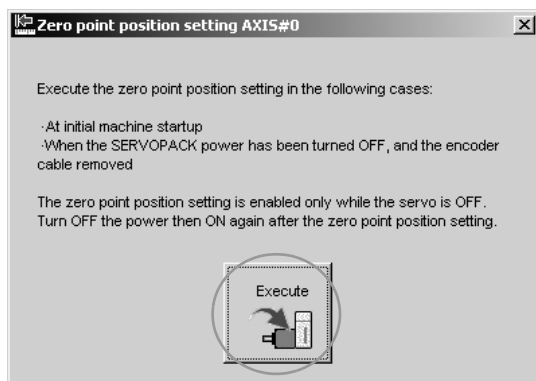 Zero point position setting AXIS#0
Execute the zero point position setting in the following cases:
·At initial machine startup
·When the SERVOPACK power has been turned OFF, and the encoder
cable removed
The zero point position setting is enabled only while the servo is OFF.
Turn OFF the power then ON again after the zero point position setting.
Execute